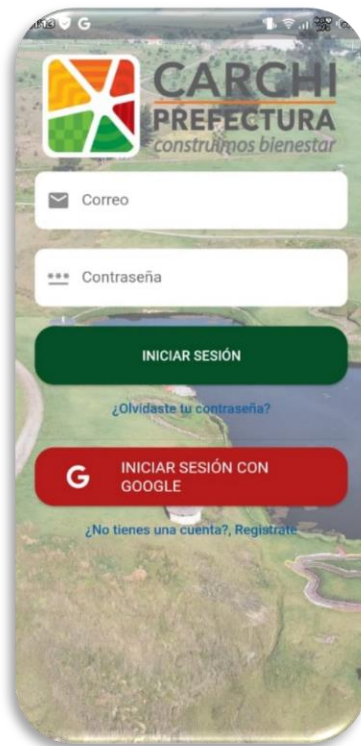 G
CARCHI
PREFECTURA
construimos bienestar
Correo
*** Contraseña
INICIAR SESIÓN
¿Olvidaste tu contraseña?
G INICIAR SESIÓN CON
GOOGLE
¿No tienes una cuenta?, Registrate